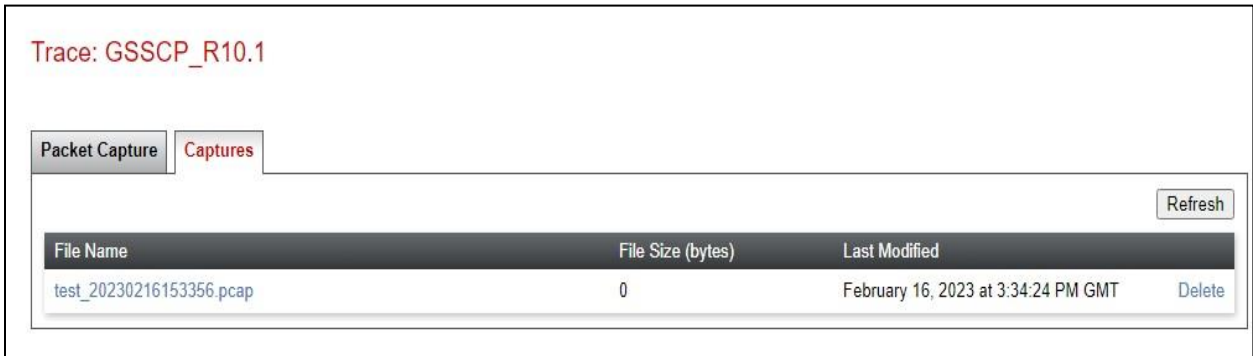 Trace: GSSCP_R10.1
Packet Capture Captures
Refresh
File Name File Size (bytes) Last Modified
test_20230216153356.pcap 0 February 16, 2023 at 3:34:24 PM GMT Delete